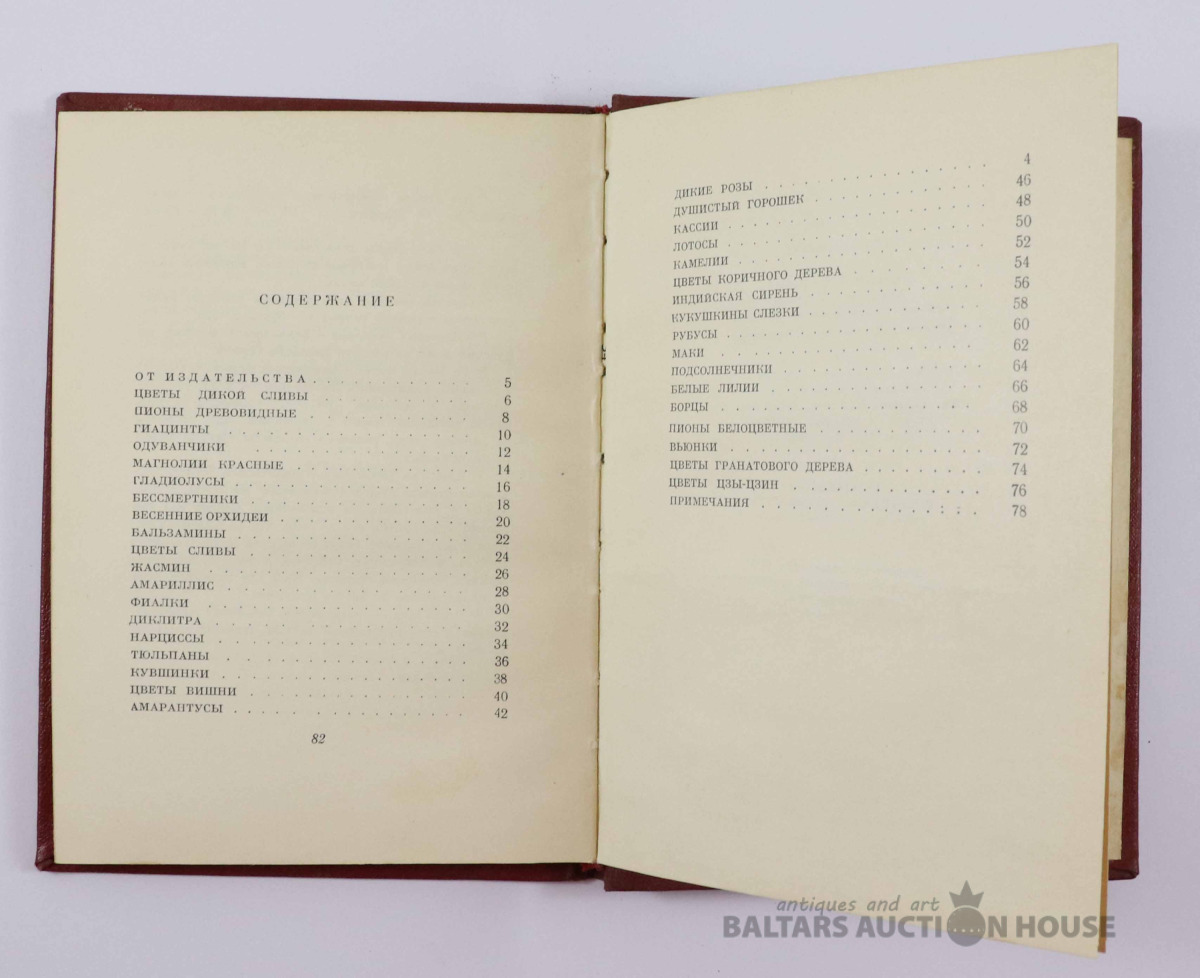 СОДЕРЖАНИЕ
ОТ ИЗДАТЕЛЬСТВА . . . . . . . . . . 5
ЦВЕТЫ ДИКОЙ СЛИВЫ . . . . . . . . . . 6
ПИОНЫ ДРЕВОВИДНЫЕ . . . . . . . . . . 8
ГИАЦИНТЫ . . . . . . . . . . 10
ОДУВАНЧИКИ . . . . . . . . . . 12
МАГНОЛИИ КРАСНЫЕ . . . . . . . . . . 14
ГЛАДИОЛУСЫ . . . . . . . . . . 16
БЕССМЕРТНИКИ . . . . . . . . . . 18
ВЕСЕННИЕ ОРХИДЕИ . . . . . . . . . . 20
БАЛЬЗАМИНЫ . . . . . . . . . . 22
ЦВЕТЫ СЛИВЫ . . . . . . . . . . 24
ЖАСМИН . . . . . . . . . . 26
АМАРИЛЛИС . . . . . . . . . . 28
ФИАЛКИ . . . . . . . . . . 30
ДИКЛИТРА . . . . . . . . . . 32
НАРЦИССЫ . . . . . . . . . . 34
ТЮЛЬПАНЫ . . . . . . . . . . 36
КУВШИНКИ . . . . . . . . . . 38
ЦВЕТЫ ВИШНИ . . . . . . . . . . 40
АМАРАНТУСЫ . . . . . . . . . . 42
82
ДИКИЕ РОЗЫ . . . . . . . . . . 4
ДУШИСТЫЙ ГОРОШЕК . . . . . . . . . . 46
КАССИИ . . . . . . . . . . 48
ЛОТОСЫ . . . . . . . . . . 50
КАМЕЛИИ . . . . . . . . . . 52
ЦВЕТЫ КОРИЧНОГО ДЕРЕВА . . . . . . . . 54
ИНДИЙСКАЯ СИРЕНЬ . . . . . . . . . . 56
КУКУШКИНЫ СЛЕЗКИ . . . . . . . . . . 58
РУБУСЫ . . . . . . . . . . 60
МАКИ . . . . . . . . . . 62
ПОДСОЛНЕЧНИКИ . . . . . . . . . . 64
БЕЛЫЕ ЛИЛИИ . . . . . . . . . . 66
БОРЦЫ . . . . . . . . . . 68
ПИОНЫ БЕЛОЦВЕТНЫЕ . . . . . . . . . . 70
ВЬЮНКИ . . . . . . . . . . 72
ЦВЕТЫ ГРАНАТОВОГО ДЕРЕВА . . . . . . . . 74
ЦВЕТЫ ЦЗЫ-ЦЗИН . . . . . . . . . . 76
ПРИМЕЧАНИЯ . . . . . . . . . . 78
antiques and art
BALTARS AUCTION HOUSE